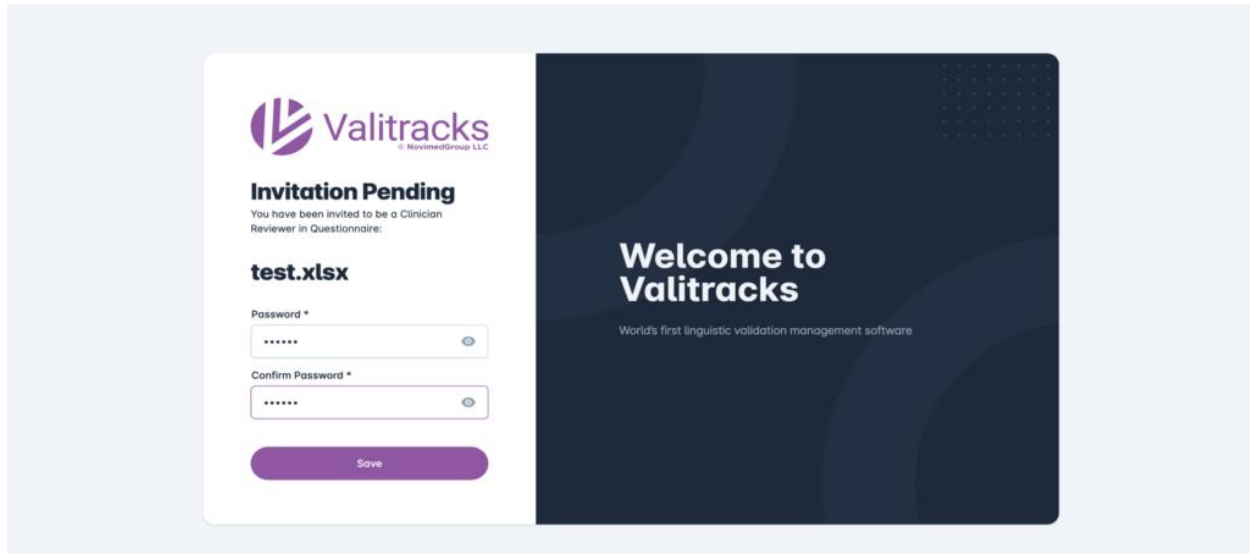 Valitracks
© NovimedGroup LLC
Invitation Pending
You have been invited to be a Clinician
Reviewer in Questionnaire:
test.xlsx
Password *
••••••
Confirm Password *
••••••
Save
Welcome to
Valitracks
World's first linguistic validation management software